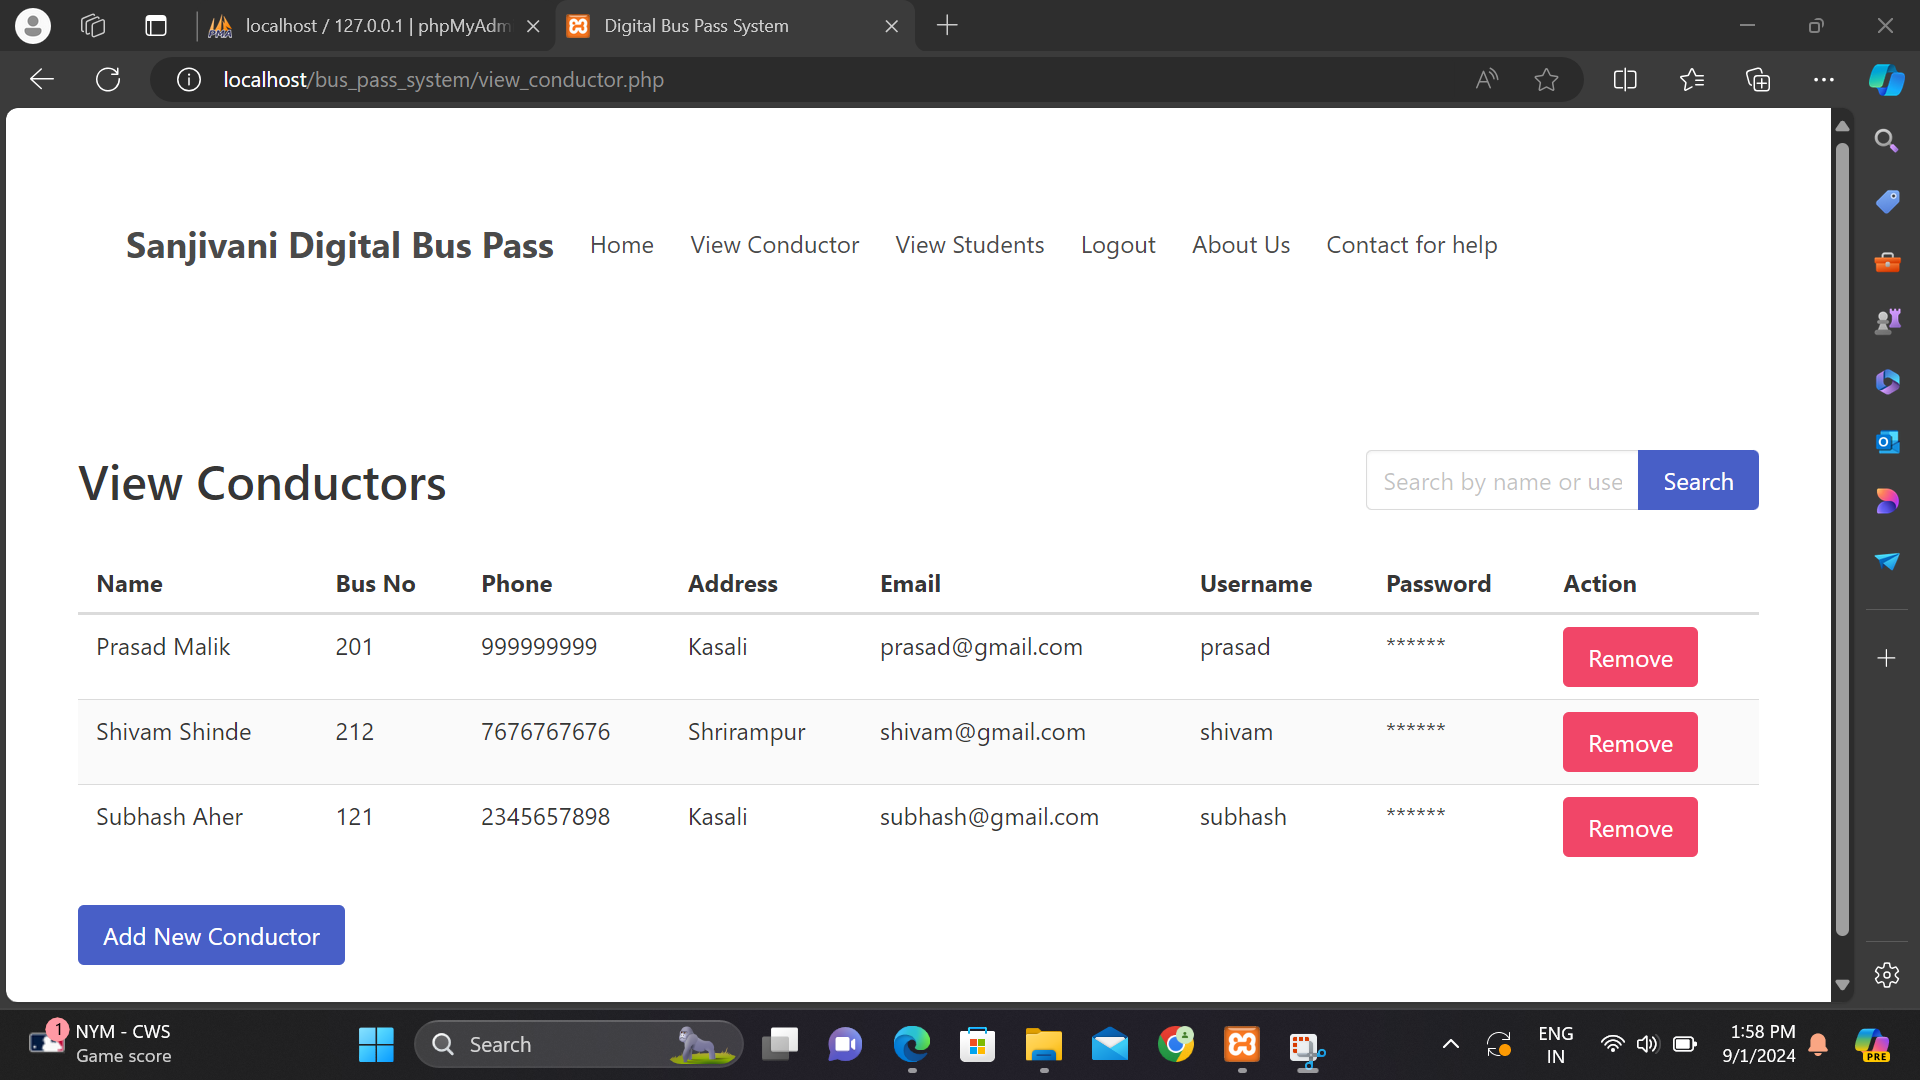 localhost / 127.0.0.1 | phpMyAdm
Digital Bus Pass System
localhost/bus_pass_system/view_conductor.php
Sanjivani Digital Bus Pass Home View Conductor View Students Logout About Us Contact for help
View Conductors
Search by name or use Search
Name Bus No Phone Address Email Username Password Action
Prasad Malik 201 999999999 Kasali prasad@gmail.com prasad ****** Remove
Shivam Shinde 212 7676767676 Shrirampur shivam@gmail.com shivam ****** Remove
Subhash Aher 121 2345657898 Kasali subhash@gmail.com subhash ****** Remove
Add New Conductor
1 NYM - CWS
Game score
Search
ENG
IN
1:58 PM
9/1/2024
PRE